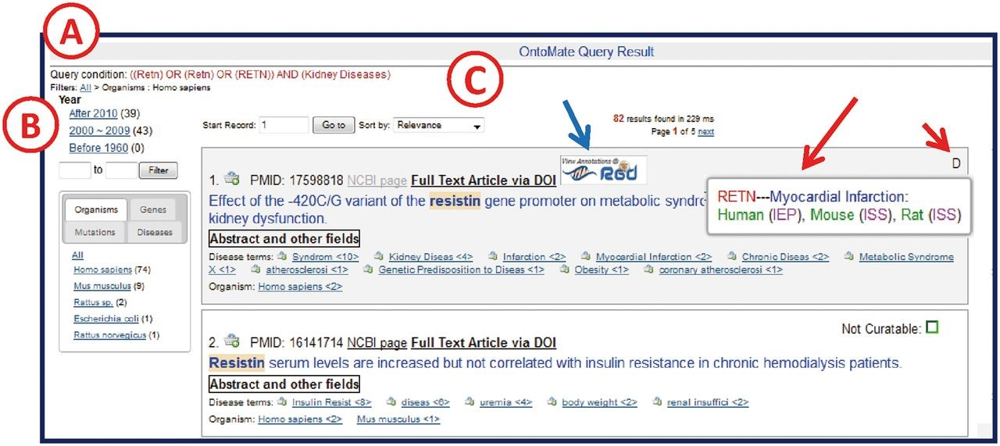 A
OntoMate Query Result
Query condition: ((Retn) OR (Retn) OR (RETN)) AND (Kidney Diseases)
C
Filters: All > Organisms : Homo sapiens
B
Year
After 2010 (39)
2000 ~ 2009 (43)
Before 1960 (0)
to Filter
Start Record: 1 Go to Sort by: Relevance
82 results found in 229 ms
Page 1 of 5 next
Organisms Genes
Mutations Diseases
All
Homo sapiens (74)
Mus musculus (9)
Rattus sp. (2)
Escherichia coli (1)
Rattus norvegicus (1)
D
1. PMID: 17598818 NCBI page Full Text Article via DOI View Annotations @ RGD
Effect of the -420C/G variant of the resistin gene promoter on metabolic syndro
kidney dysfunction.
RETN---Myocardial Infarction:
Human (IEP), Mouse (ISS), Rat (ISS)
Abstract and other fields
Disease terms: Syndrom <10> Kidney Diseas <4> Infarction <2> Myocardial Infarction <2> Chronic Diseas <2> Metabolic Syndrome
X <1> atherosclerosi <1> Genetic Predisposition to Diseas <1> Obesity <1> coronary atherosclerosi <1>
Organism: Homo sapiens <2>
Not Curatable:
2. PMID: 16141714 NCBI page Full Text Article via DOI
Resistin serum levels are increased but not correlated with insulin resistance in chronic hemodialysis patients.
Abstract and other fields
Disease terms: Insulin Resist <8> diseas <6> uremia <4> body weight <2> renal insuffici <2>
Organism: Homo sapiens <2> Mus musculus <1>